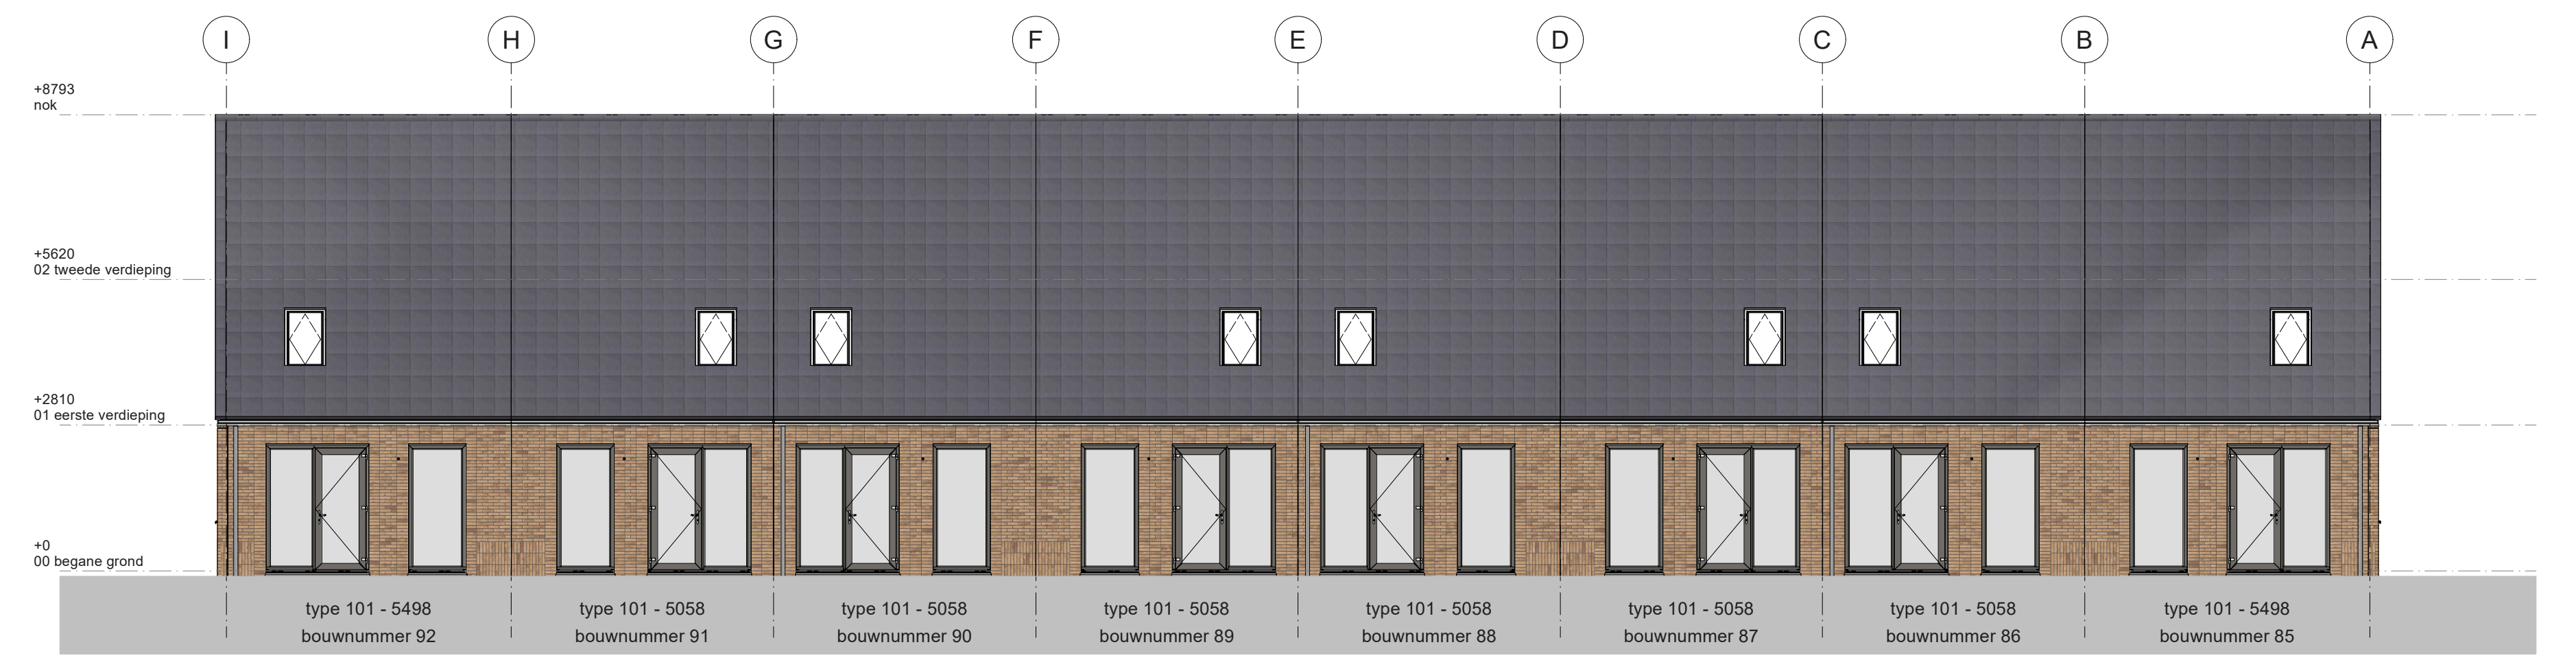 I H G F E D C B A
+8793
nok
+5620
02 tweede verdieping
+2810
01 eerste verdieping
+0
00 begane grond
type 101 - 5498 type 101 - 5058 type 101 - 5058 type 101 - 5058 type 101 - 5058 type 101 - 5058 type 101 - 5058 type 101 - 5498
bouwnummer 92 bouwnummer 91 bouwnummer 90 bouwnummer 89 bouwnummer 88 bouwnummer 87 bouwnummer 86 bouwnummer 85